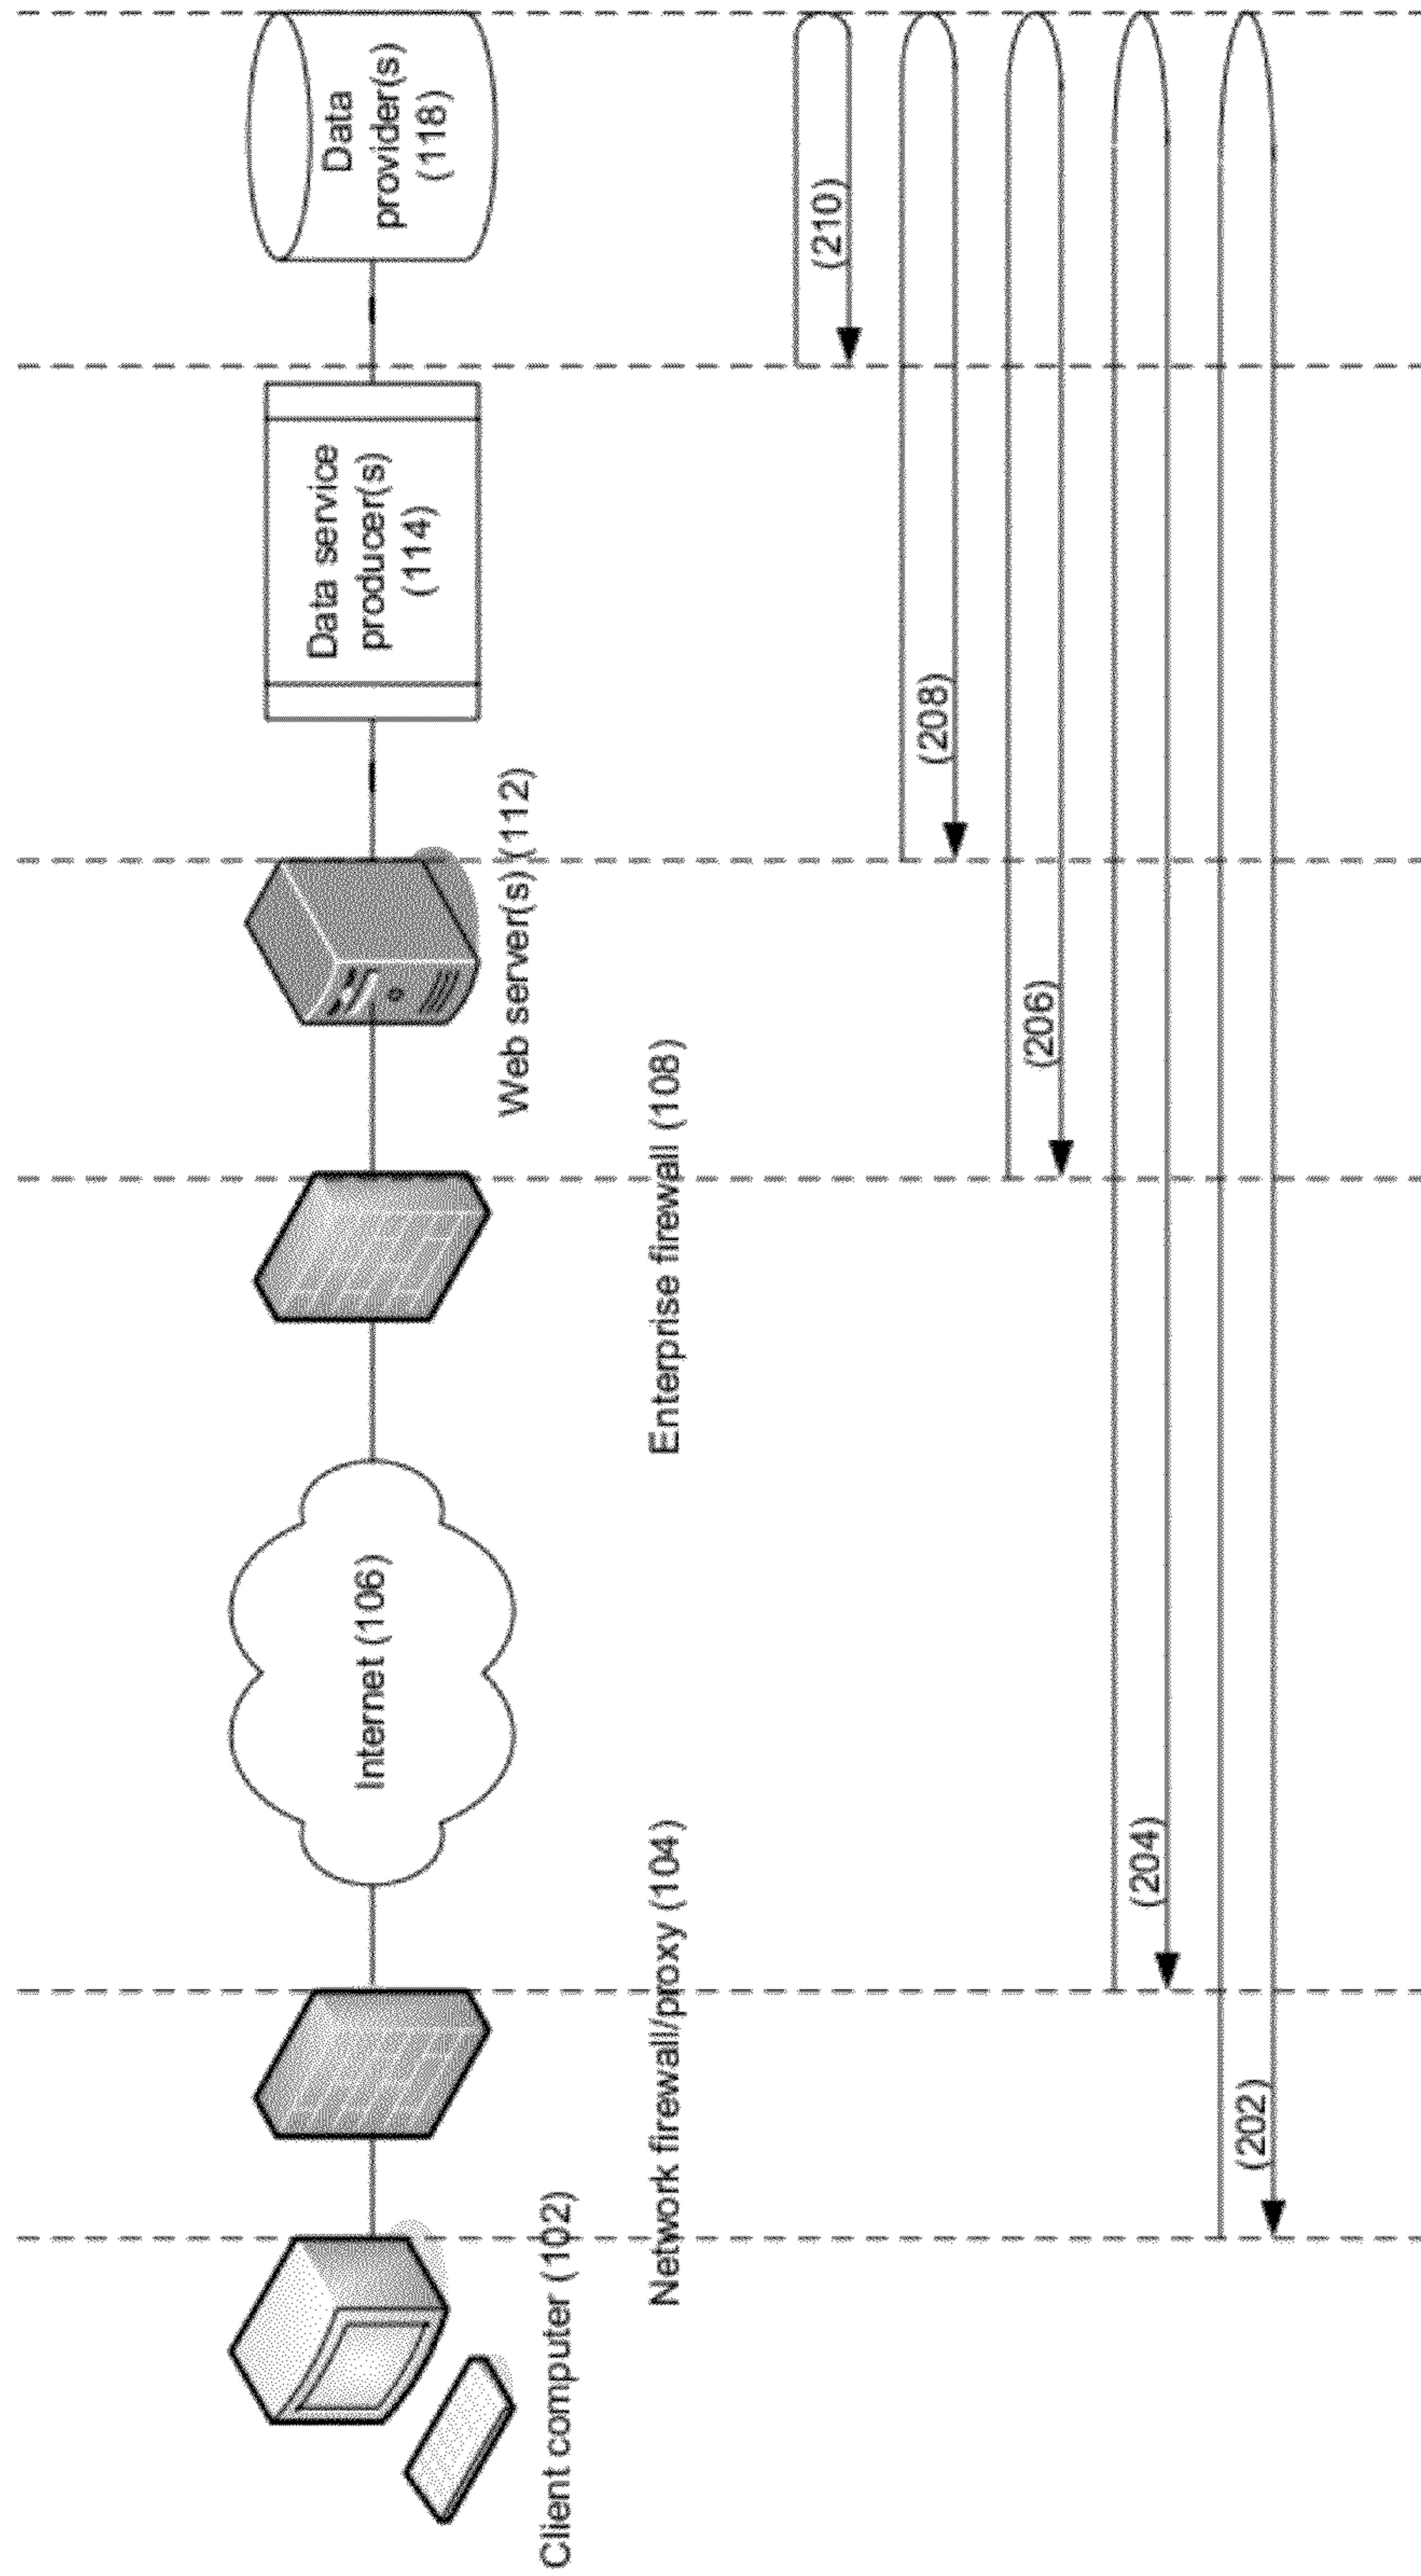 Client computer (102)
Network firewall/proxy (104)
Internet (106)
Enterprise firewall (108)
Web server(s) (112)
Data service
producer(s)
(114)
Data
provider(s)
(118)
(210)
(208)
(206)
(204)
(202)